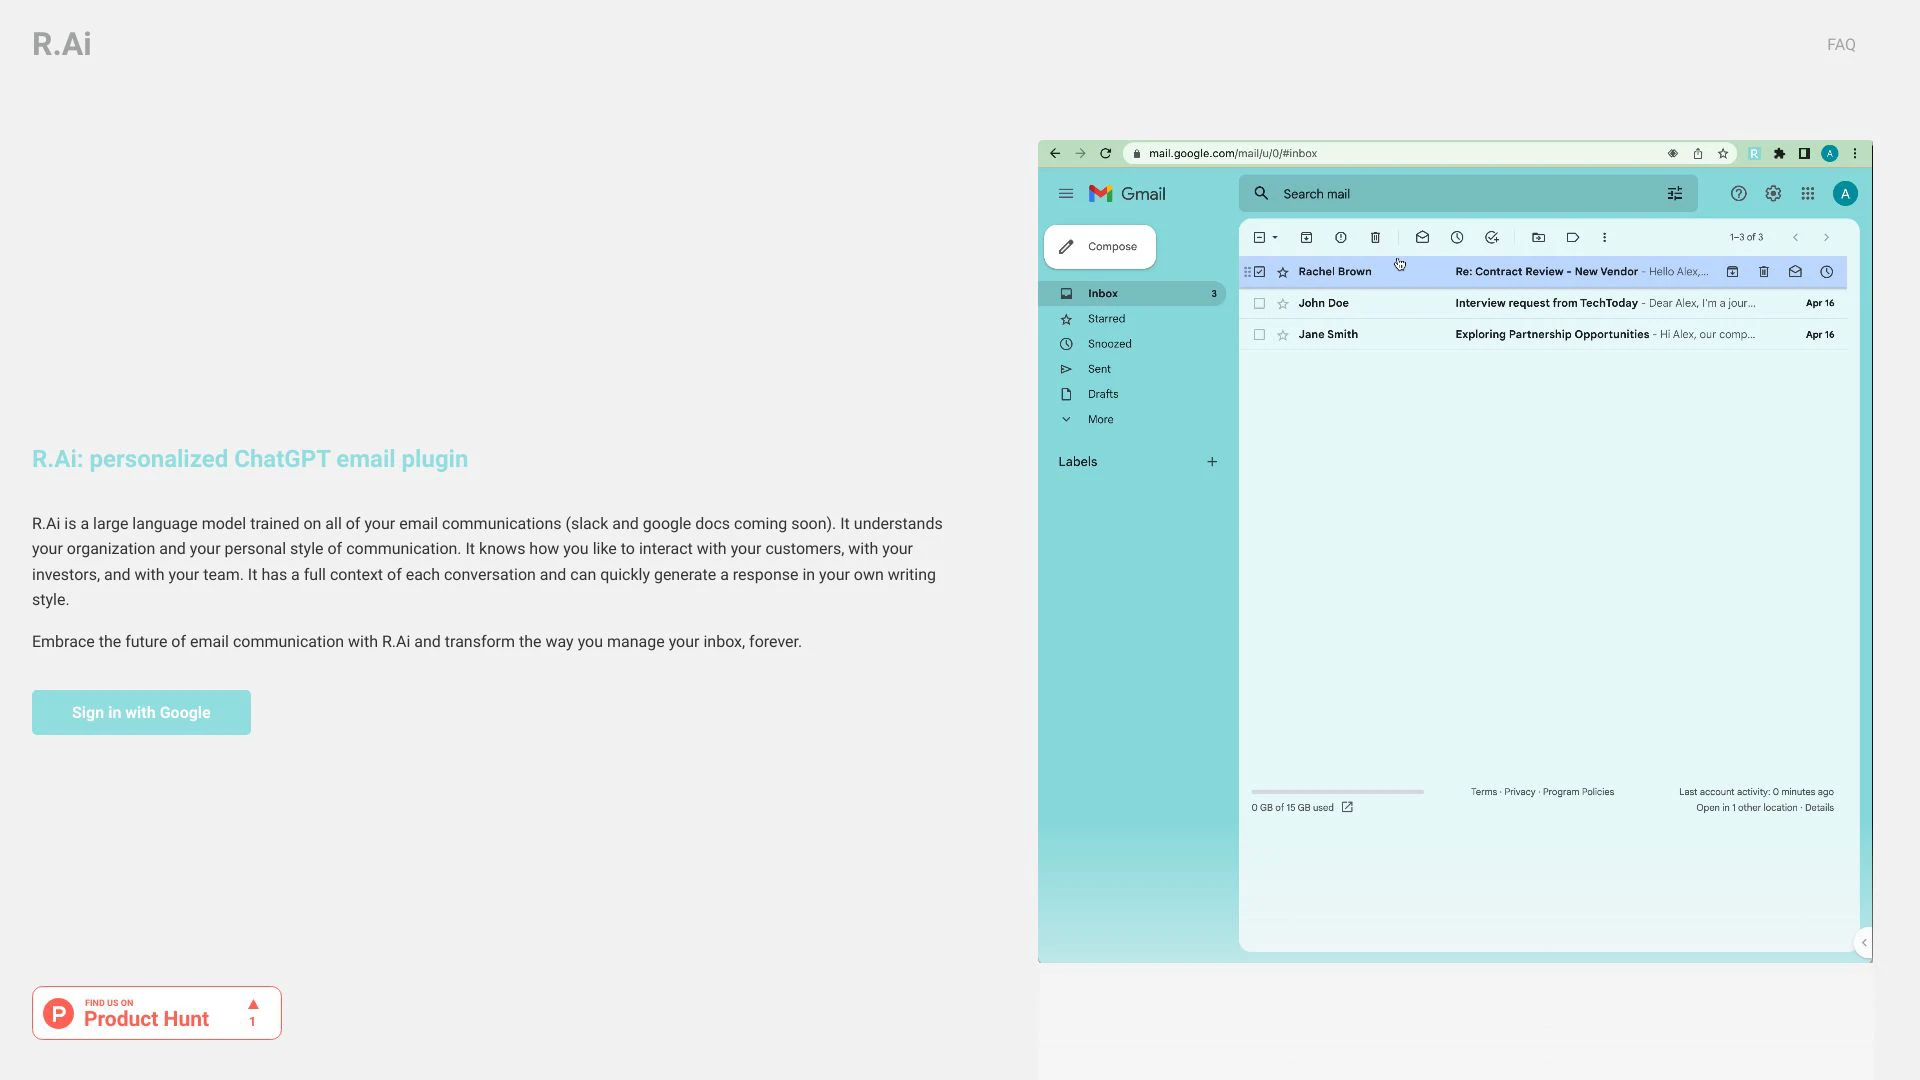 R.Ai
FAQ
R.Ai: personalized ChatGPT email plugin
R.Ai is a large language model trained on all of your email communications (slack and google docs coming soon). It understands
your organization and your personal style of communication. It knows how you like to interact with your customers, with your
investors, and with your team. It has a full context of each conversation and can quickly generate a response in your own writing
style.
Embrace the future of email communication with R.Ai and transform the way you manage your inbox, forever.
Sign in with Google
P FIND US ON
Product Hunt
1
mail.google.com/mail/u/0/#inbox
R
A
Gmail
Search mail
A
Compose
1–3 of 3
Inbox 3
Starred
Snoozed
Sent
Drafts
More
Labels
Rachel Brown Re: Contract Review - New Vendor - Hello Alex,...
John Doe Interview request from TechToday - Dear Alex, I'm a jour... Apr 16
Jane Smith Exploring Partnership Opportunities - Hi Alex, our comp... Apr 16
0 GB of 15 GB used
Terms · Privacy · Program Policies
Last account activity: 0 minutes ago
Open in 1 other location · Details